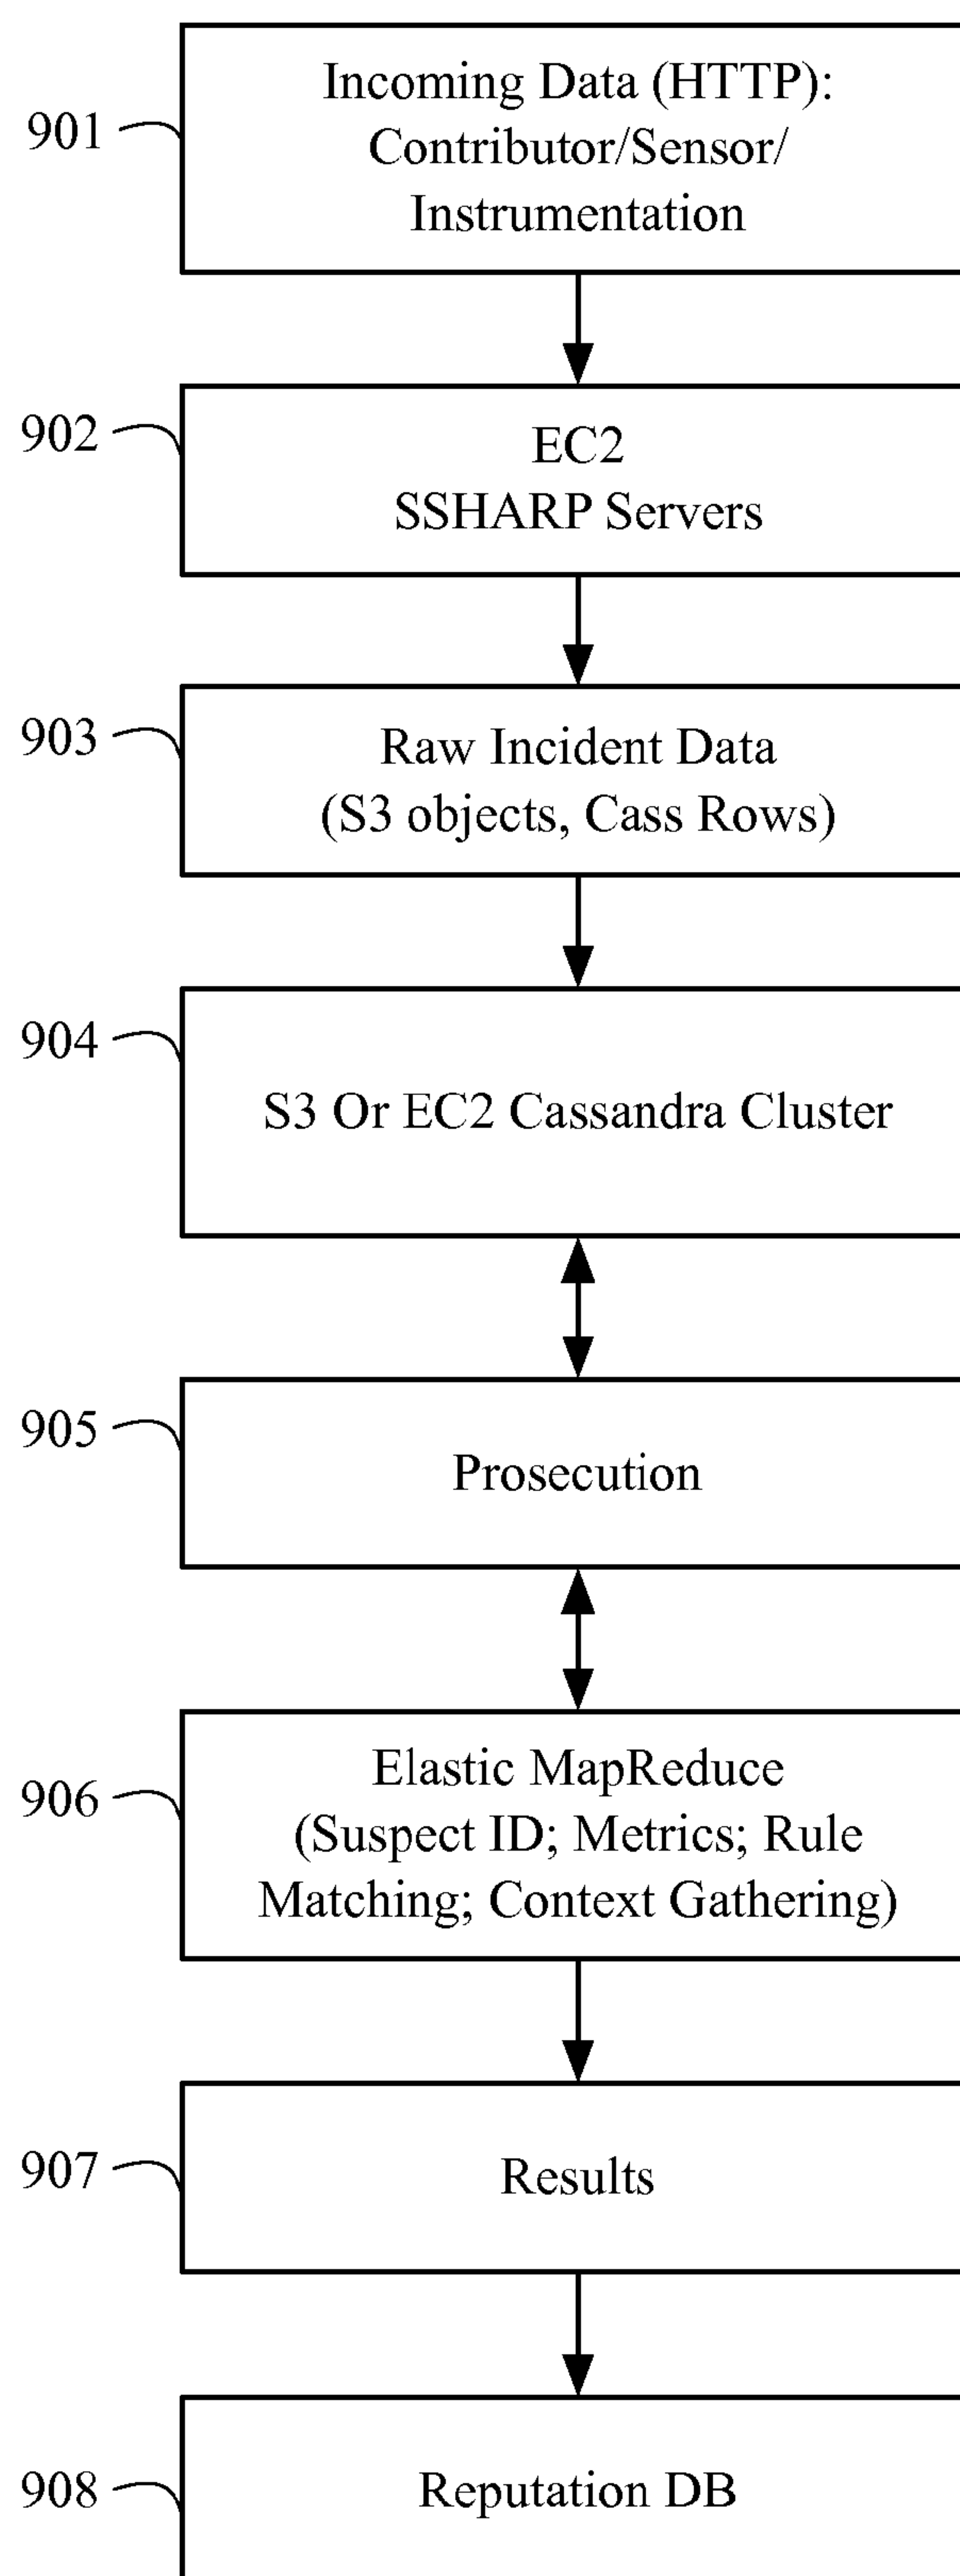 901
Incoming Data (HTTP):
Contributor/Sensor/
Instrumentation
902
EC2
SSHARP Servers
903
Raw Incident Data
(S3 objects, Cass Rows)
904
S3 Or EC2 Cassandra Cluster
905
Prosecution
906
Elastic MapReduce
(Suspect ID; Metrics; Rule
Matching; Context Gathering)
907
Results
908
Reputation DB